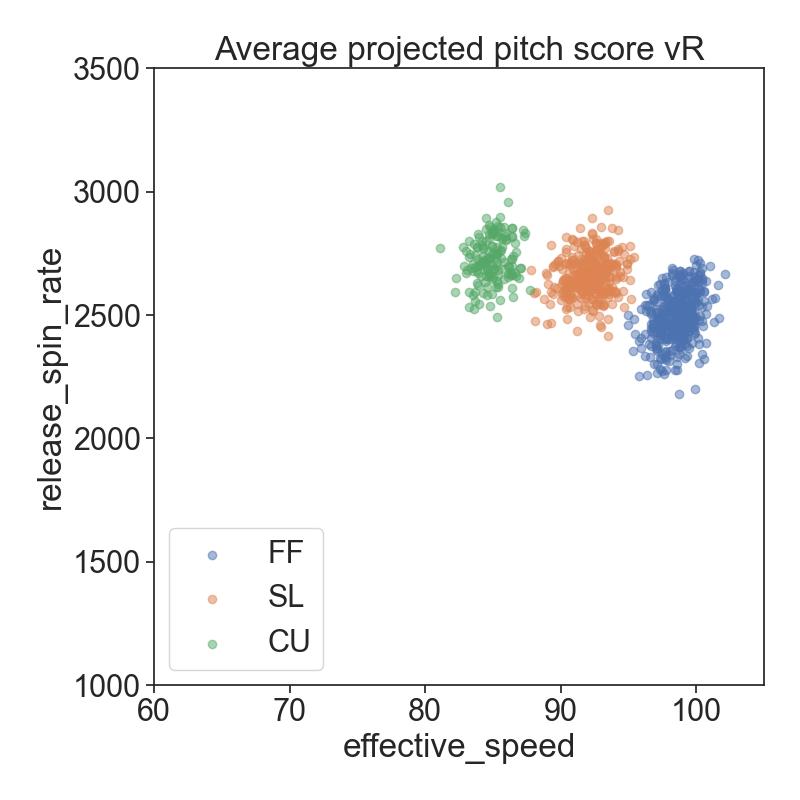 Average projected pitch score vR
3500
3000
2500
2000
1500
1000
release_spin_rate
FF
SL
CU
60
70
80
90
100
effective_speed